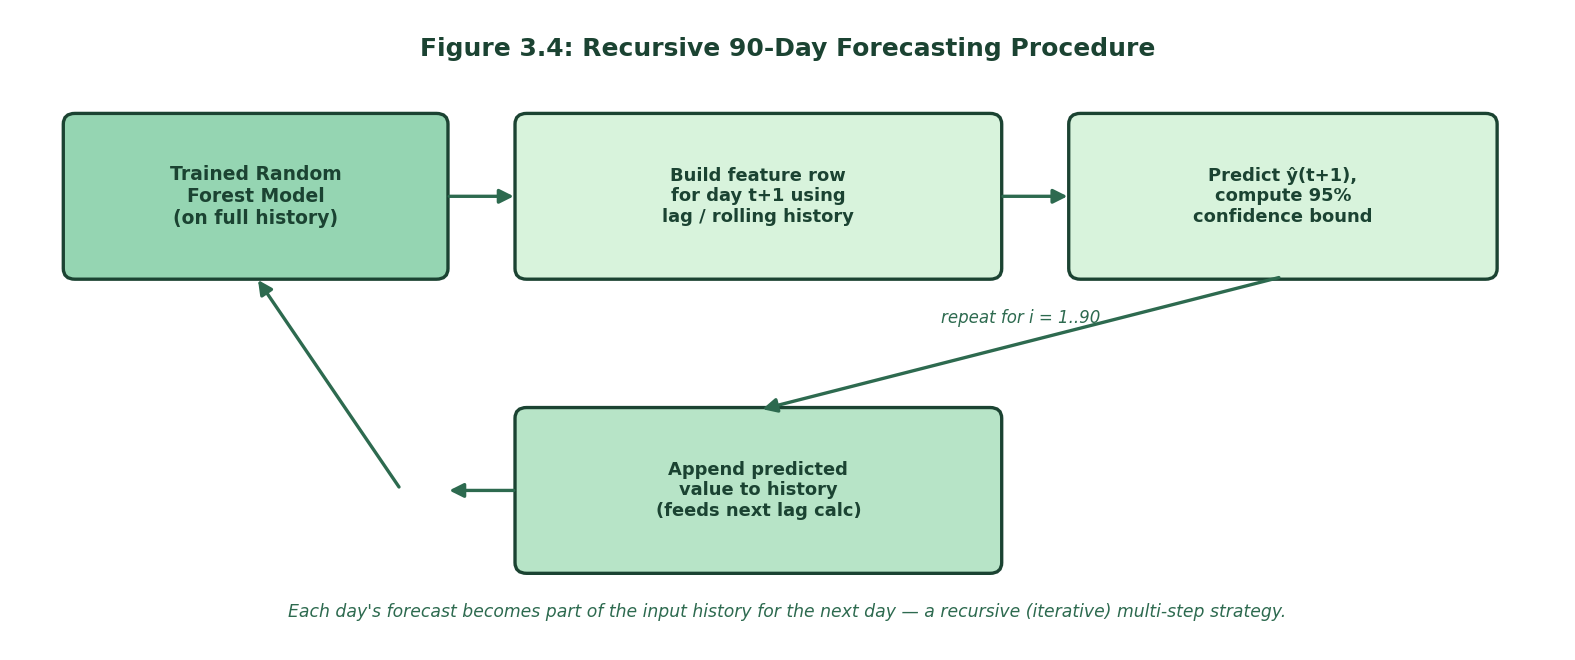 Figure 3.4: Recursive 90-Day Forecasting Procedure
Trained Random
Forest Model
(on full history)
Build feature row
for day t+1 using
lag / rolling history
Predict ŷ(t+1),
compute 95%
confidence bound
repeat for i = 1..90
Append predicted
value to history
(feeds next lag calc)
Each day's forecast becomes part of the input history for the next day — a recursive (iterative) multi-step strategy.